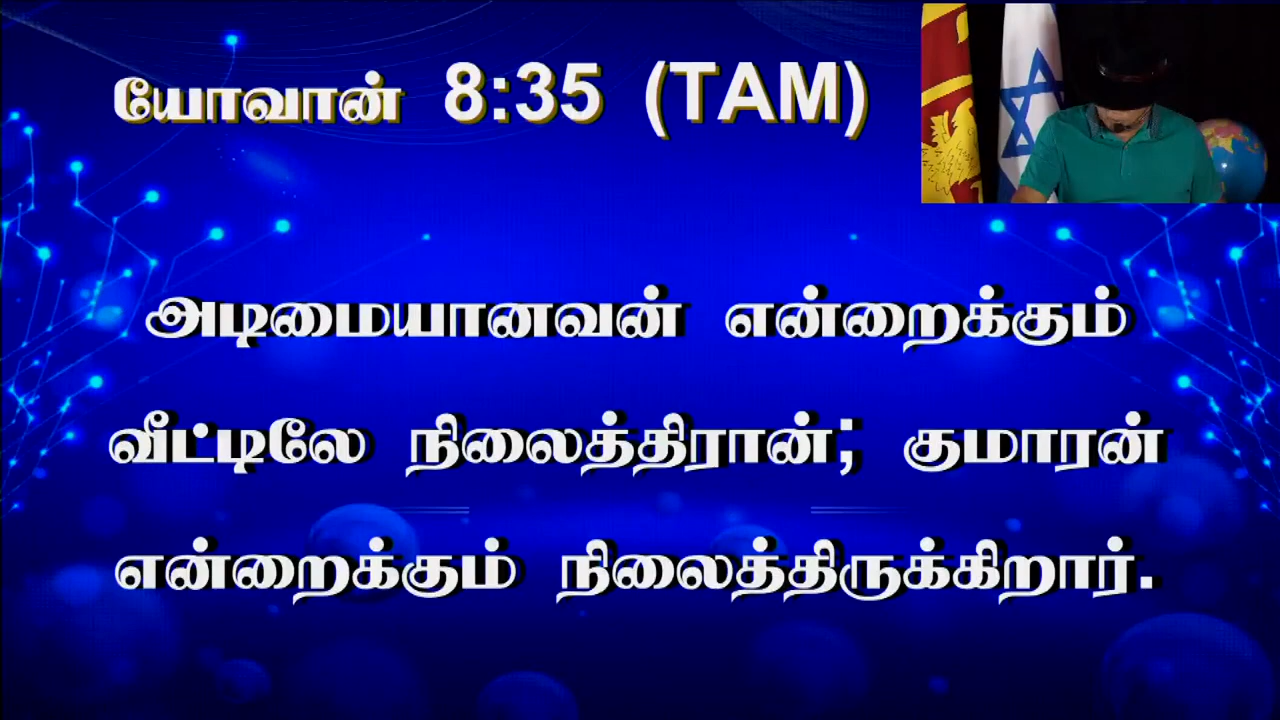 யோவான் 8:35 (TAM)
அடிமையானவன் என்றைக்கும்
வீட்டிலே நிலைத்திரான்; குமாரன்
என்றைக்கும் நிலைத்திருக்கிறார்.